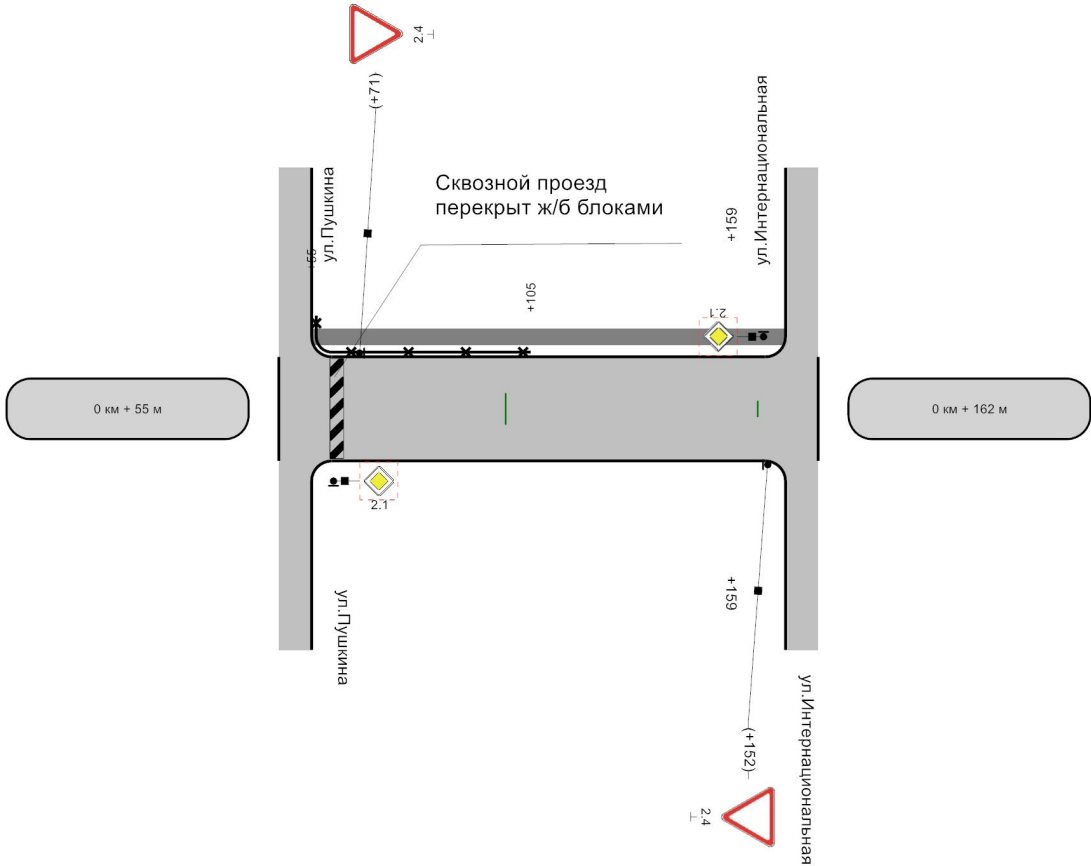 2.4
(+71)
ул.Пушкина
+55
Сквозной проезд
перекрыт ж/б блоками
+105
+159
ул.Интернациональная
2.1
0 км + 55 м
0 км + 162 м
2.1
ул.Пушкина
+159
(+152)
ул.Интернациональная
2.4